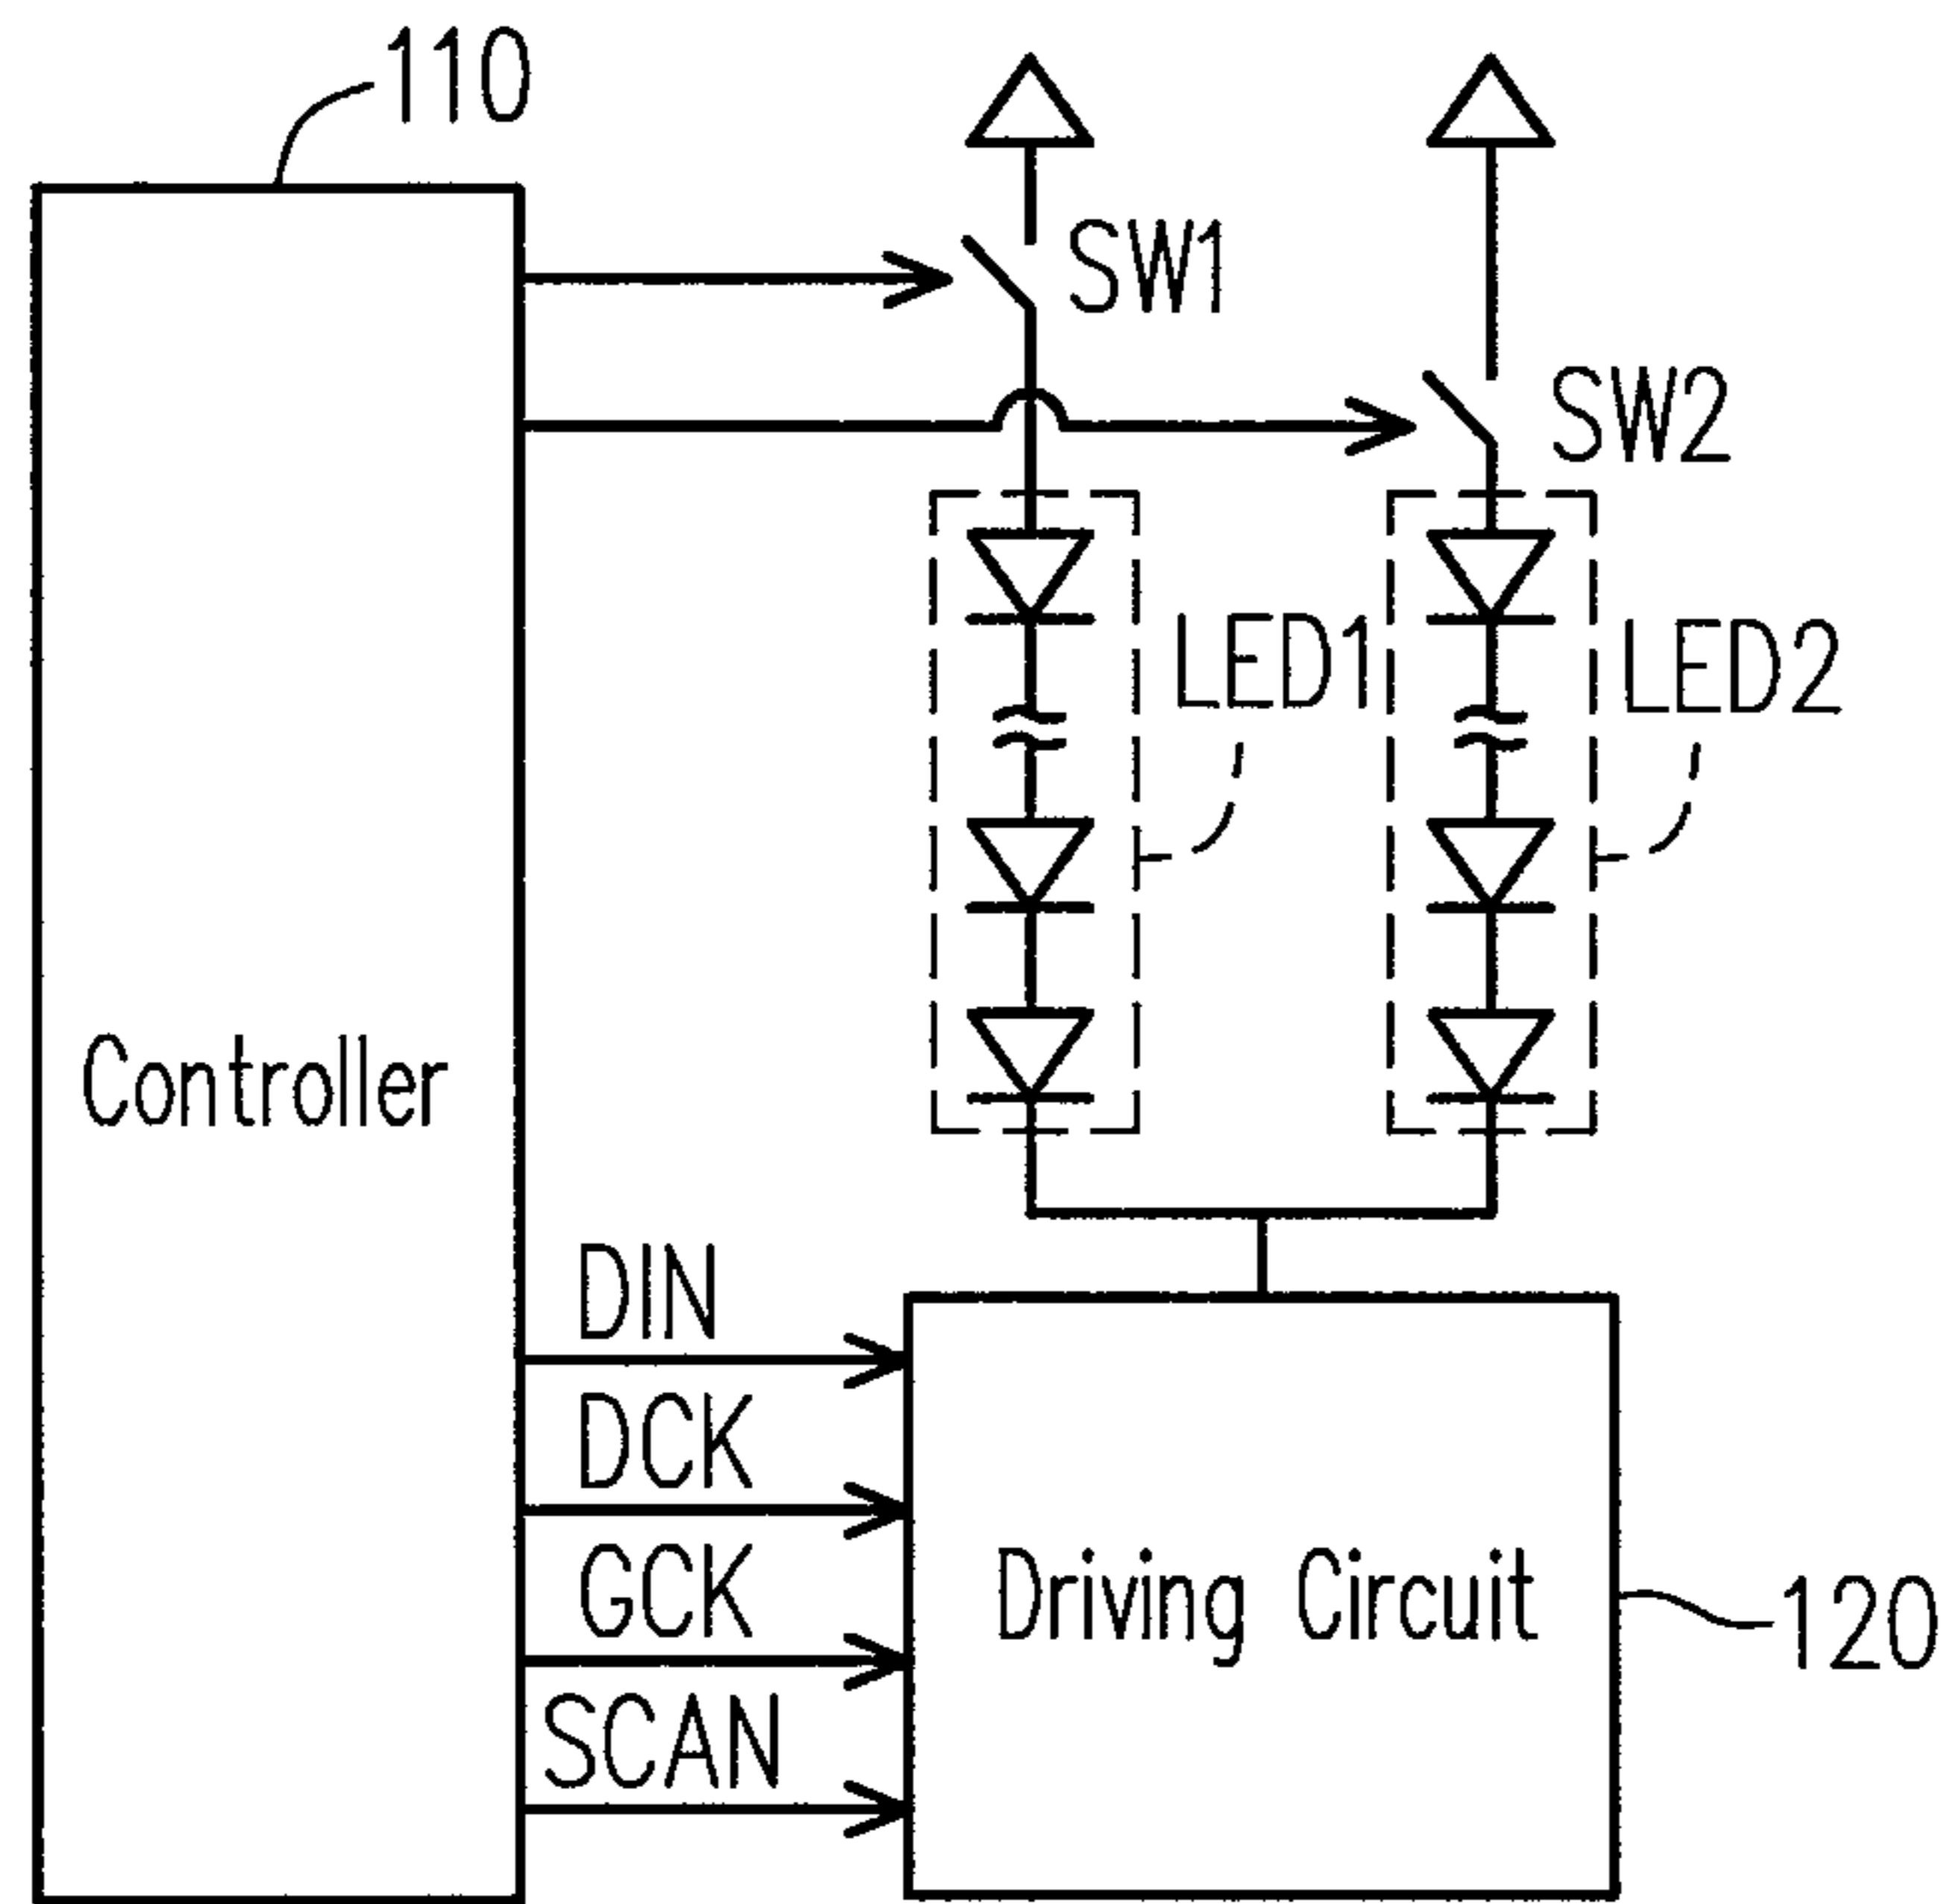 110
SW1
SW2
LED1
LED2
Controller
DIN
DCK
GCK
SCAN
Driving Circuit
120